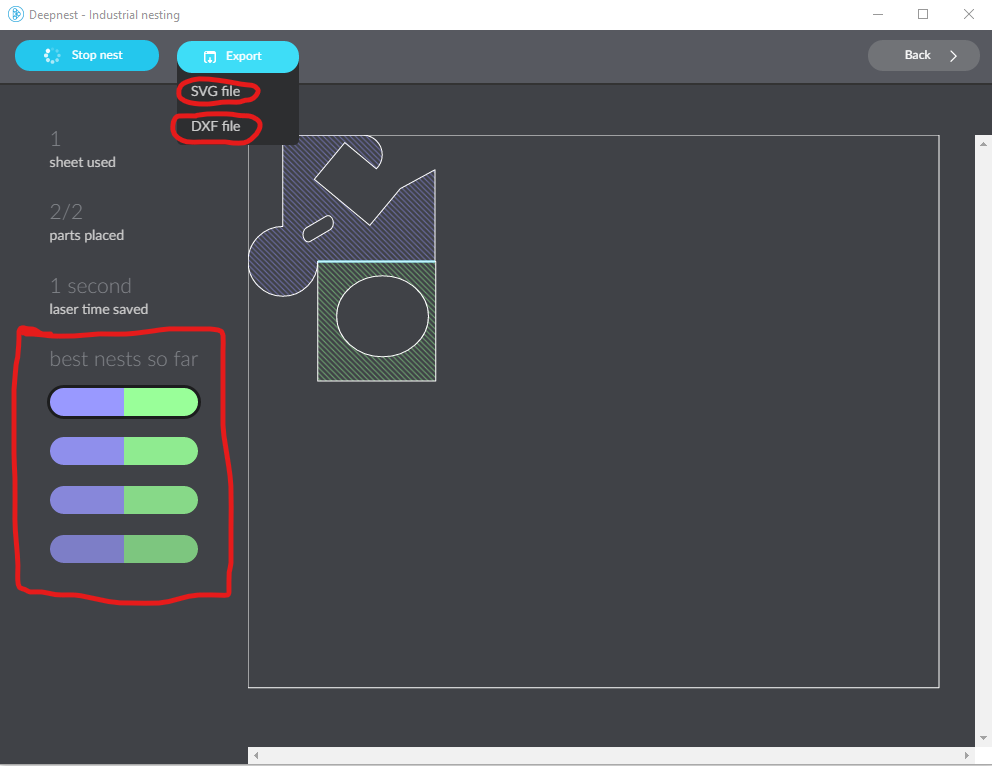 Deepnest - Industrial nesting
Stop nest
Export
Back
SVG file
DXF file
1
sheet used
2/2
parts placed
1 second
laser time saved
best nests so far